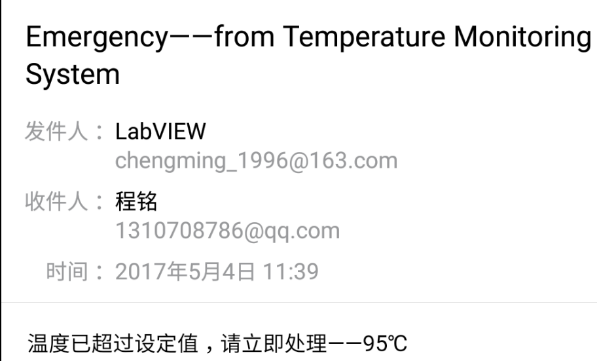 Emergency——from Temperature Monitoring
System
发件人：LabVIEW
chengming_1996@163.com
收件人：程铭
1310708786@qq.com
时间：2017年5月4日 11:39
温度已超过设定值，请立即处理——95℃